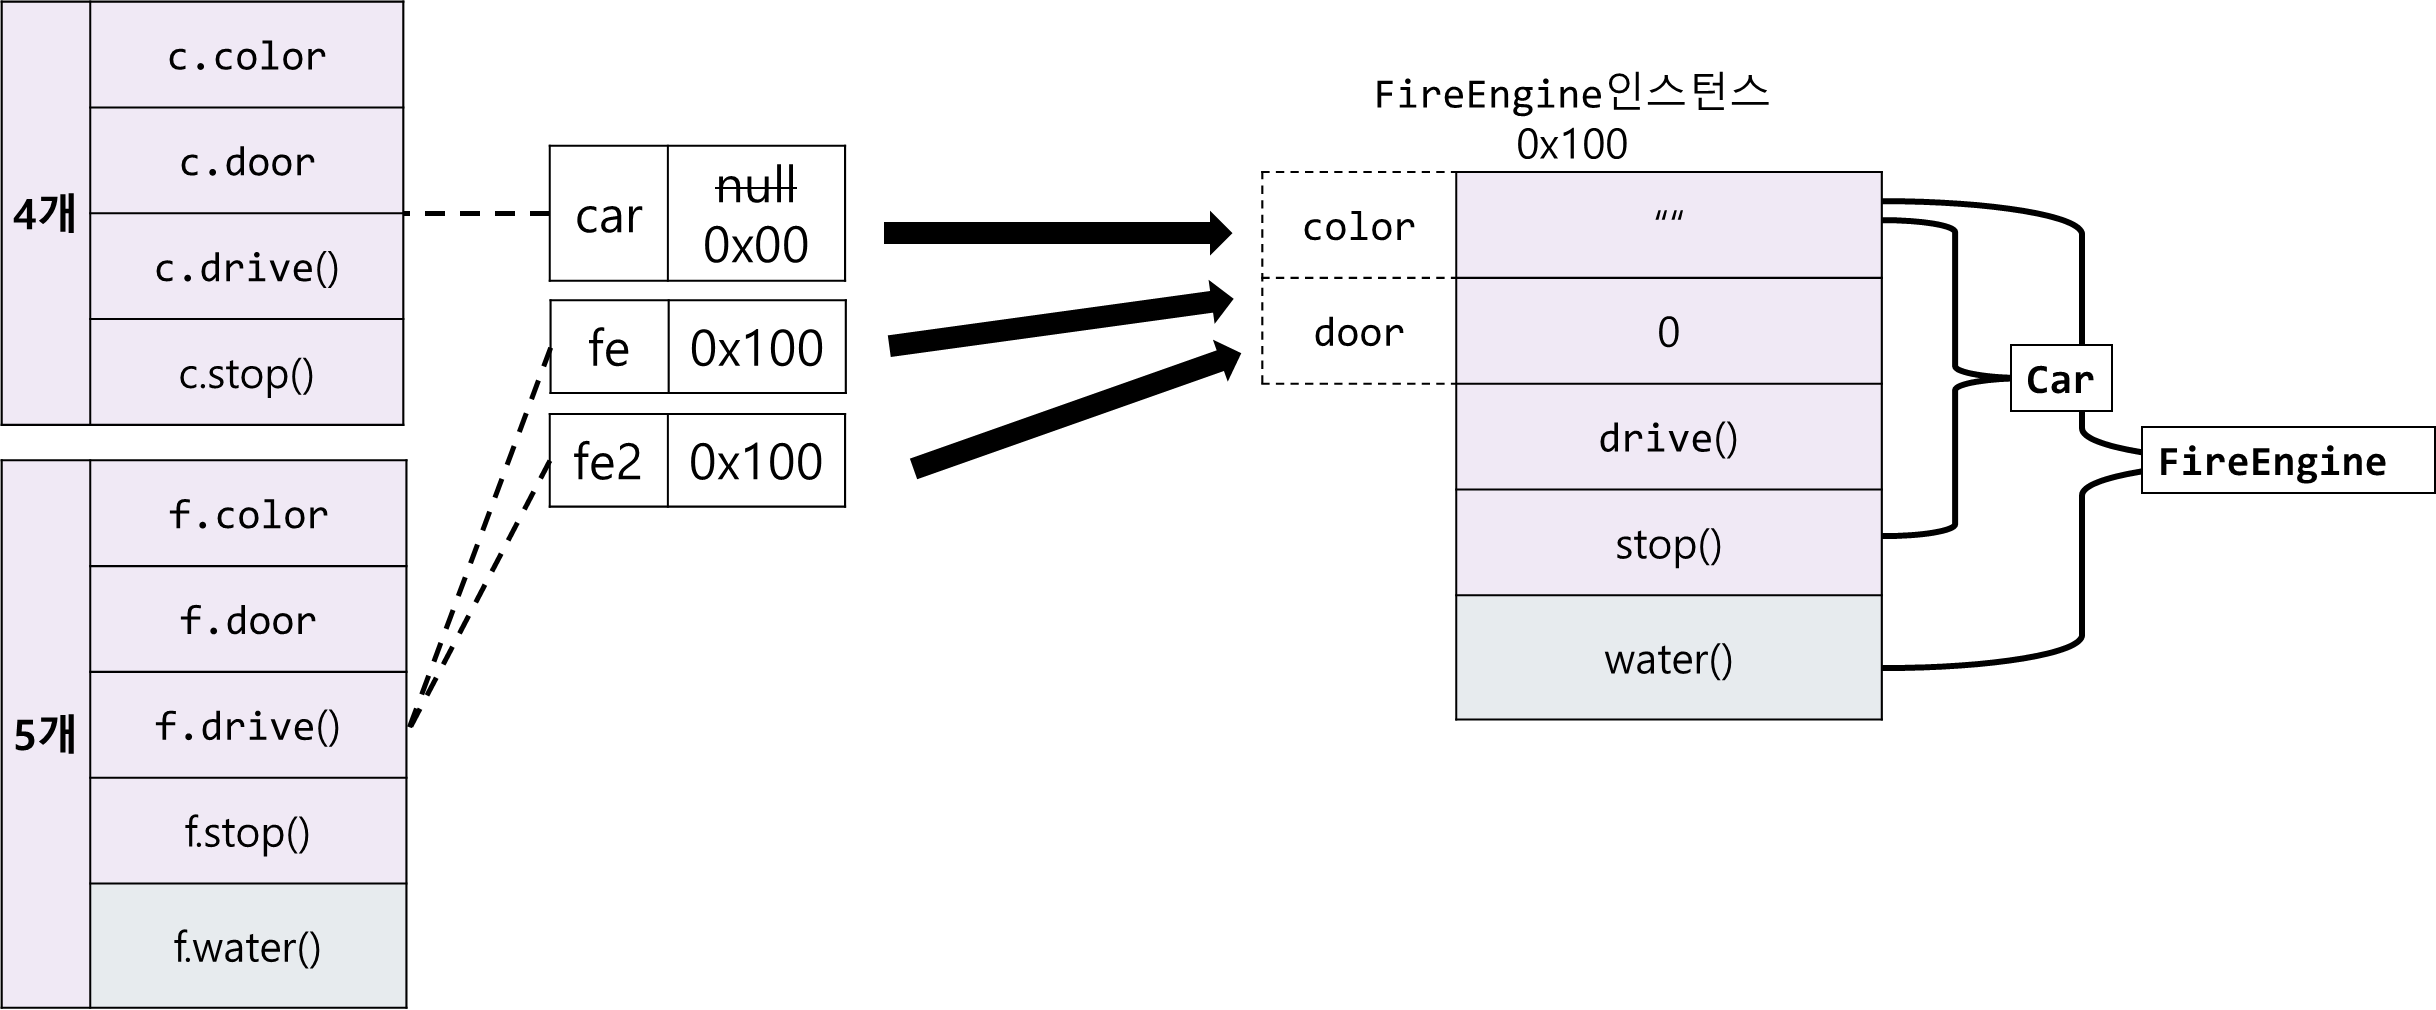 4개
c.color
c.door
c.drive()
c.stop()
5개
f.color
f.door
f.drive()
f.stop()
f.water()
car
null
0x00
fe
0x100
fe2
0x100
FireEngine인스턴스
0x100
color
““
door
0
drive()
stop()
water()
Car
FireEngine